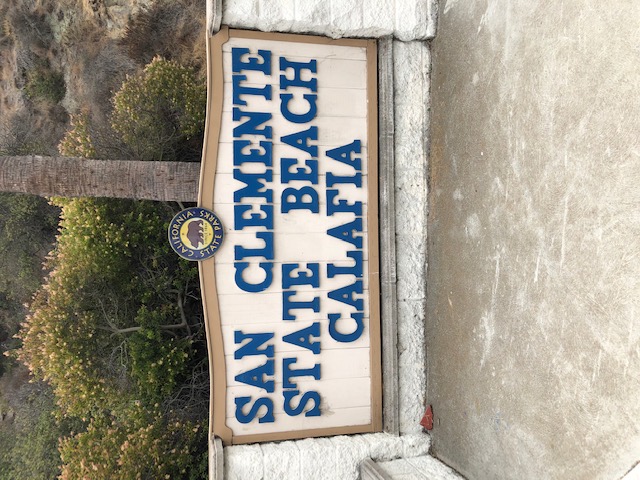 SAN CLEMENTE
STATE BEACH
CALAFIA
CALIFORNIA
STATE PARKS